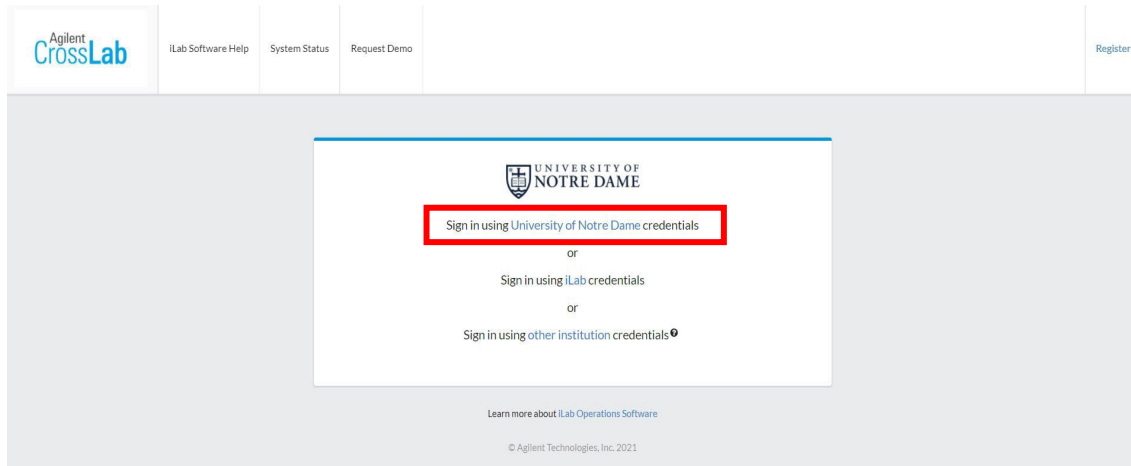 Agilent
CrossLab
iLab Software Help
System Status
Request Demo
Register
UNIVERSITY OF
NOTRE DAME
Sign in using University of Notre Dame credentials
or
Sign in using iLab credentials
or
Sign in using other institution credentials
Learn more about iLab Operations Software
© Agilent Technologies, Inc. 2021